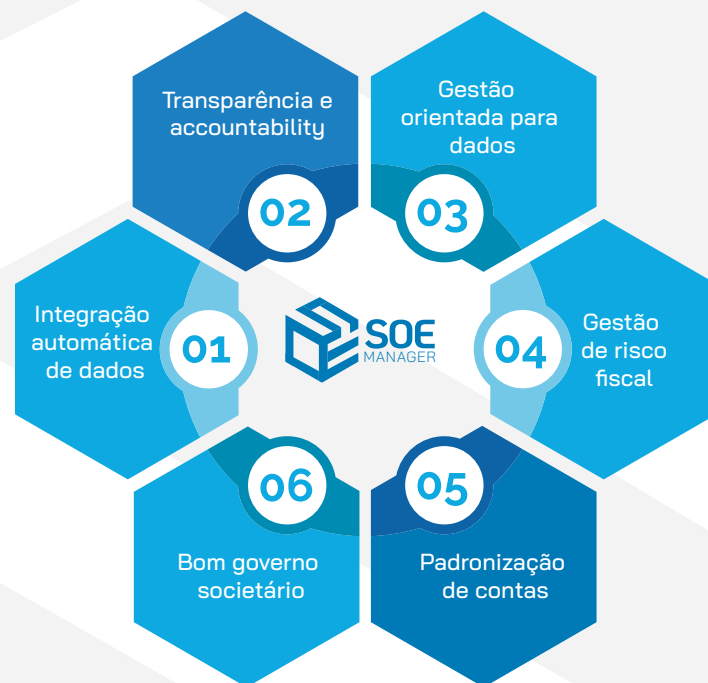 Transparência e
accountability
02
Gestão
orientada para
dados
03
Integração
automática
de dados
01
SOE
MANAGER
04
Gestão
de risco
fiscal
06
Bom governo
societário
05
Padronização
de contas